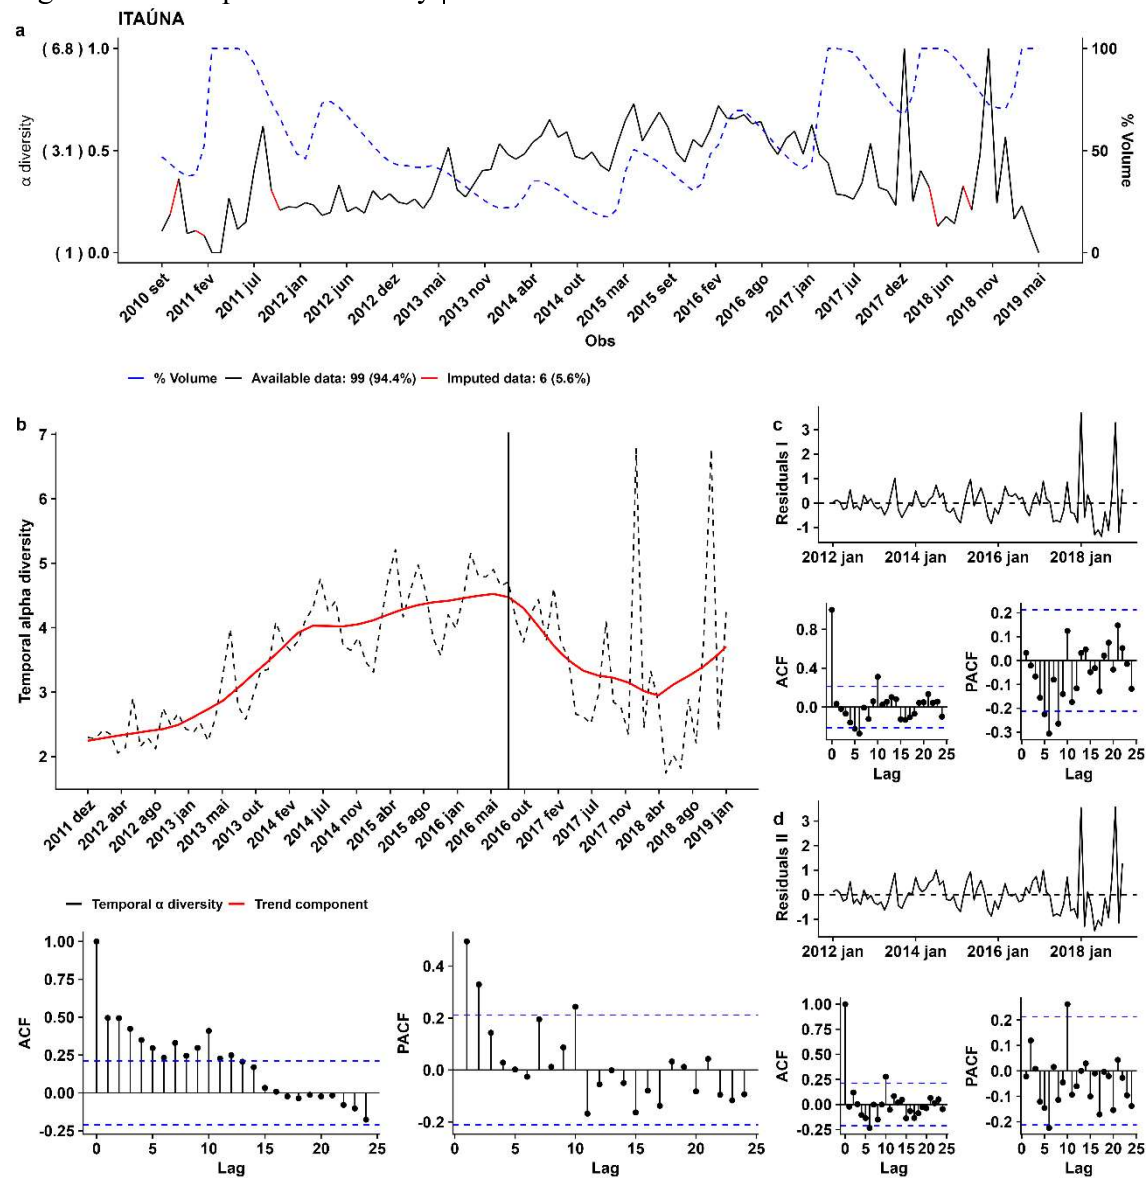 ITAÚNA
a
( 6.8 ) 1.0
( 3.1 ) 0.5
( 1 ) 0.0
α diversity
100
50
0
% Volume
2010 set 2011 fev 2011 jul 2012 jan 2012 jun 2012 dez 2013 mai 2013 nov 2014 abr 2014 out 2015 mar 2015 set 2016 fev 2016 ago 2017 jan 2017 jul 2017 dez 2018 jun 2018 nov 2019 mai
Obs
% Volume Available data: 99 (94.4%) Imputed data: 6 (5.6%)
b
7
6
5
4
3
2
Temporal alpha diversity
2011 dez 2012 abr 2012 ago 2013 jan 2013 mai 2013 out 2014 fev 2014 jul 2014 nov 2015 abr 2015 ago 2016 jan 2016 mai 2016 out 2017 fev 2017 jul 2017 nov 2018 abr 2018 ago 2019 jan
Temporal α diversity Trend component
1.00
0.75
0.50
0.25
0.00
-0.25
ACF
0 5 10 15 20 25
Lag
0.4
0.2
0.0
-0.2
PACF
0 5 10 15 20 25
Lag
c
3
2
1
0
-1
Residuals I
2012 jan 2014 jan 2016 jan 2018 jan
0.8
0.4
0.0
ACF
0 5 10 15 20 25
Lag
0.2
0.1
0.0
-0.1
-0.2
-0.3
PACF
0 5 10 15 20 25
Lag
d
3
2
1
0
-1
Residuals II
2012 jan 2014 jan 2016 jan 2018 jan
1.00
0.75
0.50
0.25
0.00
-0.25
ACF
0 5 10 15 20 25
Lag
0.2
0.1
0.0
-0.1
-0.2
PACF
0 5 10 15 20 25
Lag